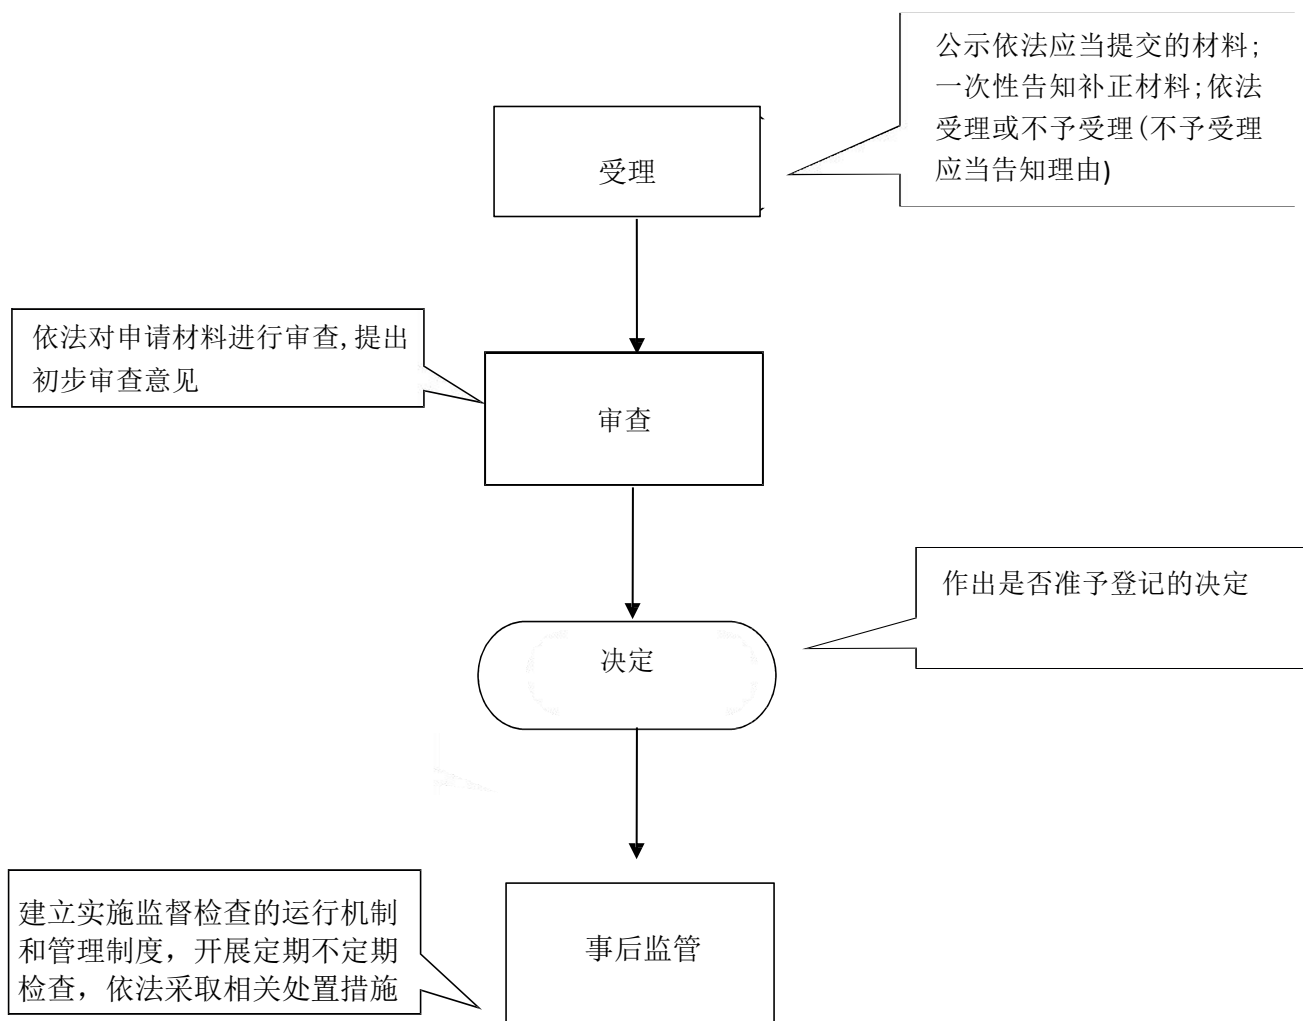 公示依法应当提交的材料;
一次性告知补正材料;依法
受理或不予受理(不予受理
应当告知理由)
受理
依法对申请材料进行审查,提出
初步审查意见
审查
作出是否准予登记的决定
决定
建立实施监督检查的运行机制
和管理制度，开展定期不定期
检查，依法采取相关处置措施
事后监管